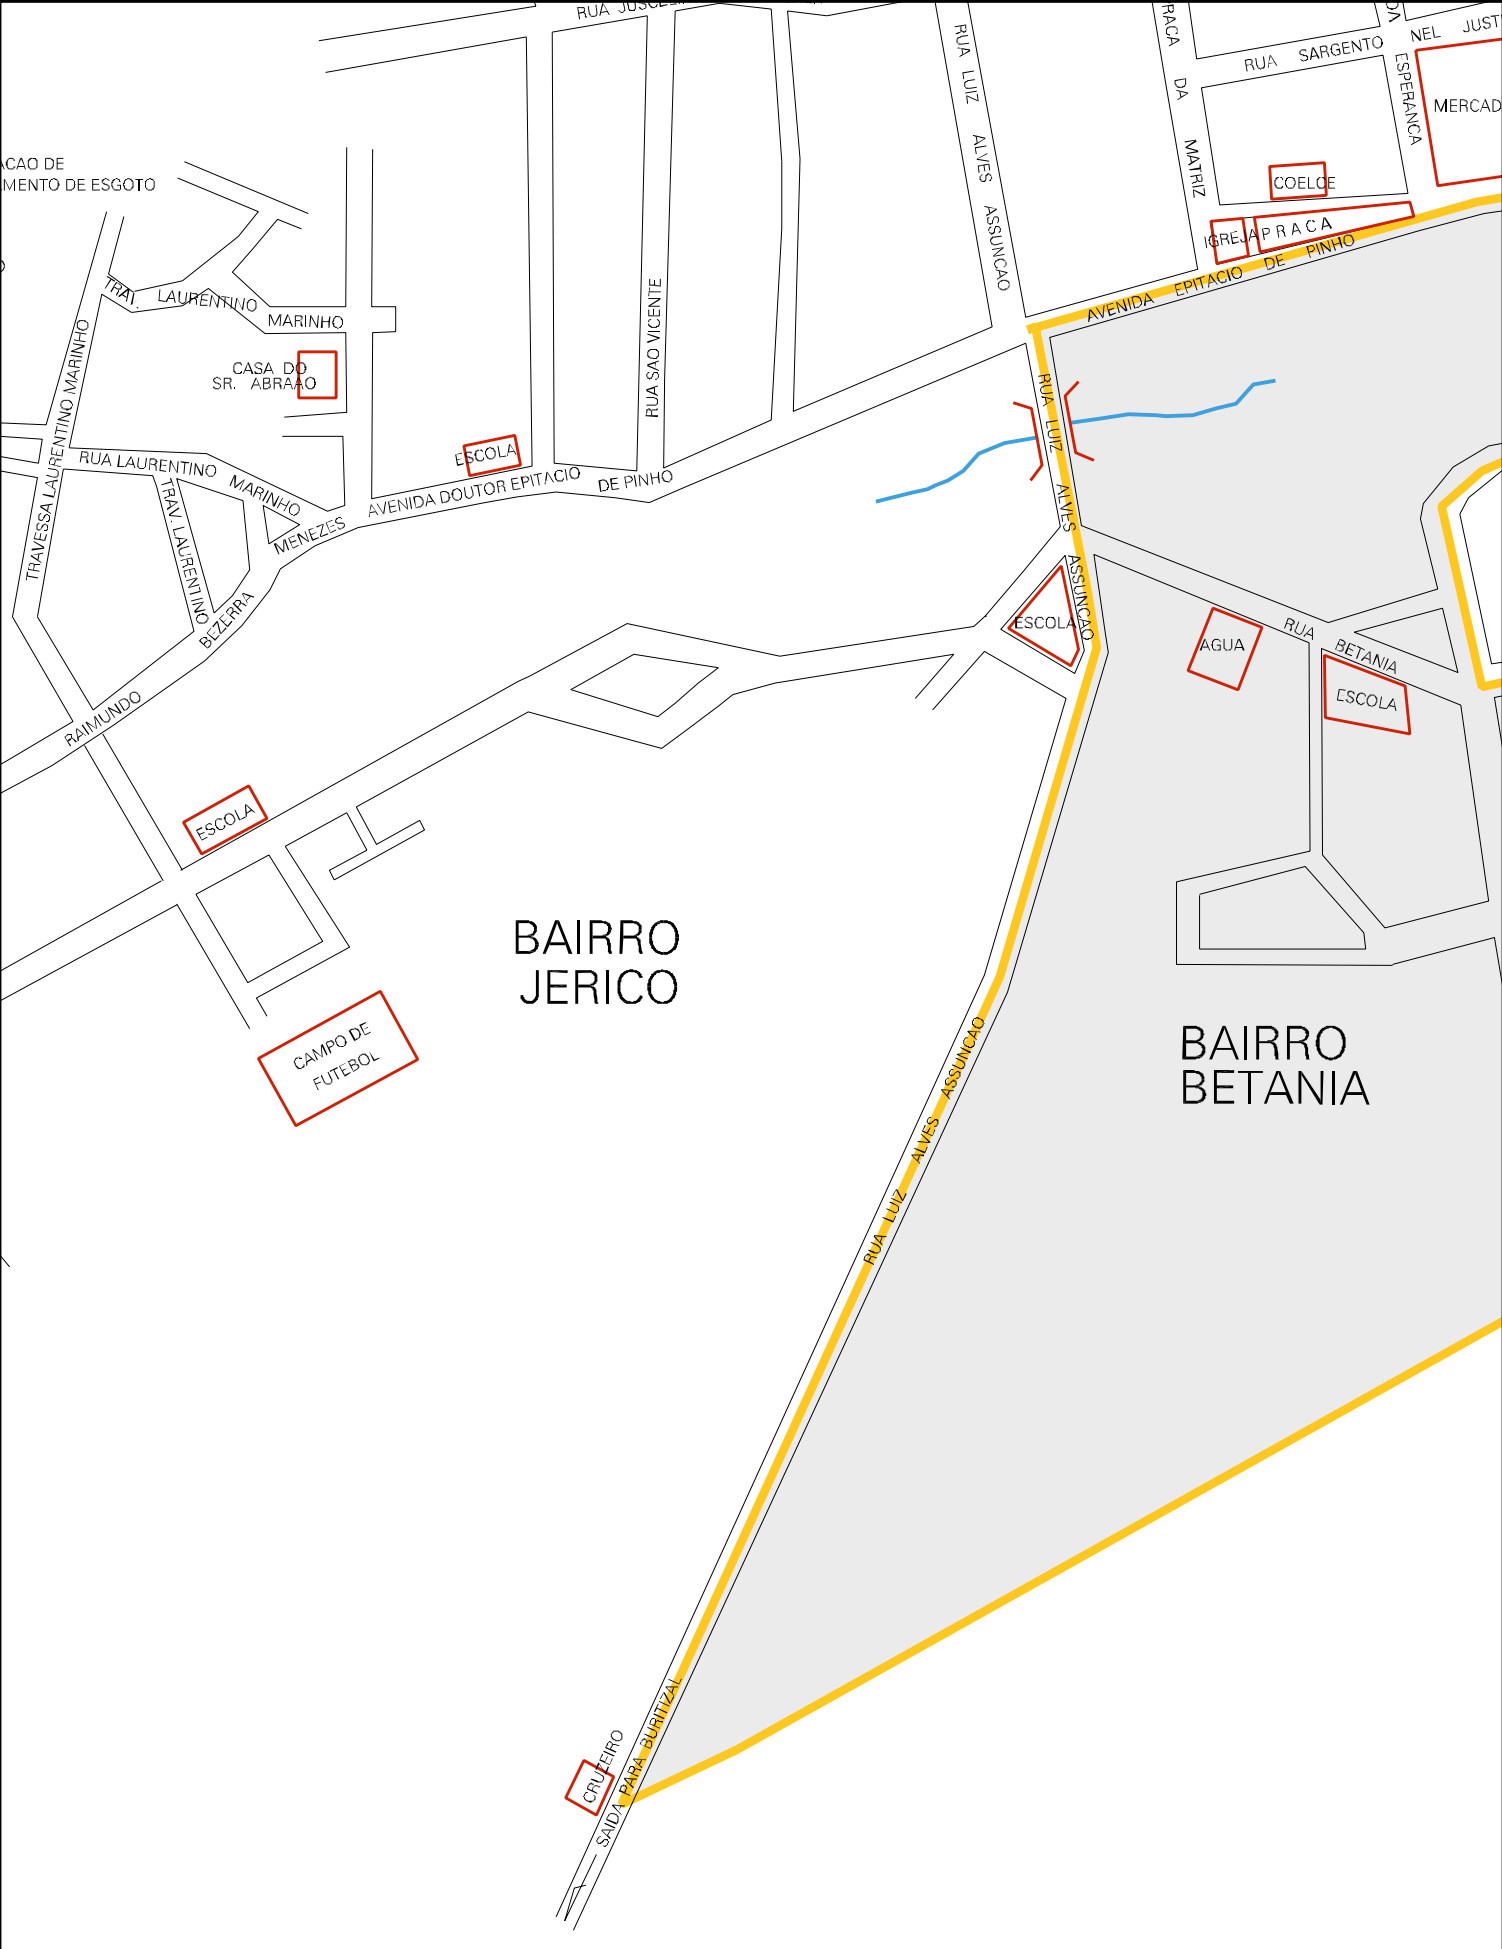 RUA LUIZ ALVES ASSUNCAO
DA
MATRIZ
RUA SARGENTO
NEL
ESPERANCA
COELCE
IGREJA
PRACA
AVENIDA EPITACIO DE PINHO
TRAV. LAURENTINO
MARINHO
CASA DO
SR. ABRAAO
TRAVESSA LAURENTINO MARINHO
RUA LAURENTINO MARINHO
TRAV. LAURENTINO
RUA SAO VICENTE
ESCOLA
AVENIDA DOUTOR EPITACIO DE PINHO
RAIMUNDO BEZERRA MENEZES
RUA LUIZ ALVES ASSUNCAO
ESCOLA
AGUA
RUA BETANIA
ESCOLA
ESCOLA
CAMPO DE
FUTEBOL
BAIRRO
JERICO
BAIRRO
BETANIA
RUA LUIZ ALVES ASSUNCAO
CRUZEIRO
SAIDA PARA BURITIZAL
ACAO DE
MENTO DE ESGOTO
RUA
MERCAD
JUST
RACA